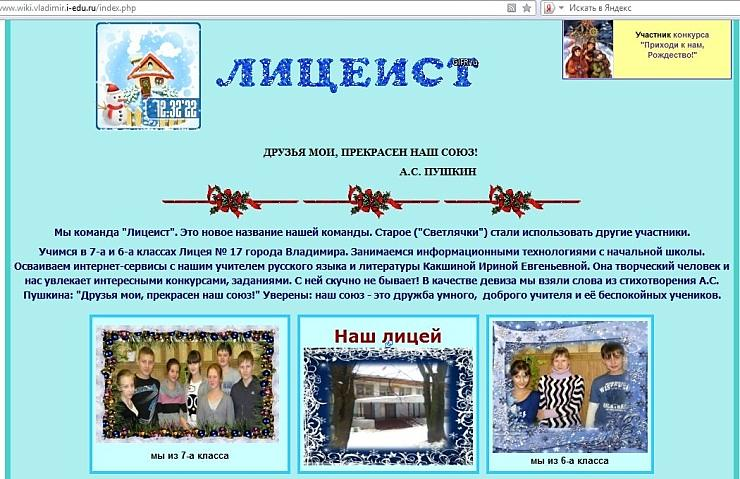 www.wiki.vladimir.i-edu.ru/index.php
Искать в Яндекс
Участник конкурса
"Приходи к нам,
Рождество!"
12:32:22
ЛИЦЕИСТ
ДРУЗЬЯ МОИ, ПРЕКРАСЕН НАШ СОЮЗ!
А.С. ПУШКИН
Мы команда "Лицеист". Это новое название нашей команды. Старое ("Светлячки") стали использовать другие участники.
Учимся в 7-а и 6-а классах Лицея № 17 города Владимира. Занимаемся информационными технологиями с начальной школы.
Осваиваем интернет-сервисы с нашим учителем русского языка и литературы Какшиной Ириной Евгеньевной. Она творческий человек и
нас увлекает интересными конкурсами, заданиями. С ней скучно не бывает! В качестве девиза мы взяли слова из стихотворения А.С.
Пушкина: "Друзья мои, прекрасен наш союз!" Уверены: наш союз - это дружба умного, доброго учителя и её беспокойных учеников.
Наш лицей
мы из 7-а класса
мы из 6-а класса